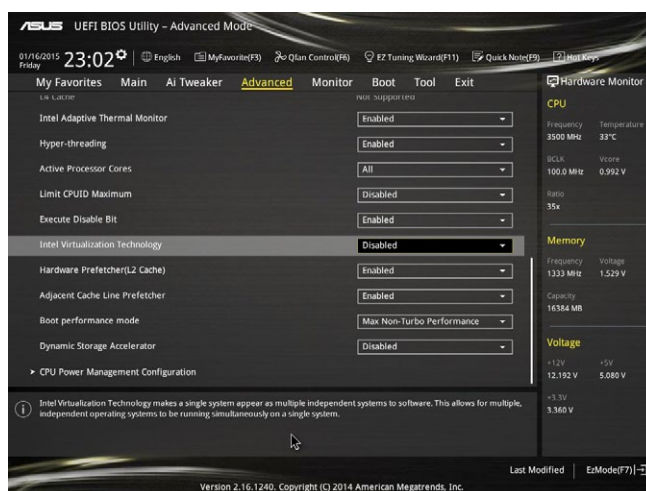 ASUS UEFI BIOS Utility – Advanced Mode
01/16/2015 Friday 23:02 English MyFavorite(F3) Qfan Control(F6) EZ Tuning Wizard(F11) Quick Note(F9) Hot Keys
My Favorites Main Ai Tweaker Advanced Monitor Boot Tool Exit
L4 Cache Not Supported
Intel Adaptive Thermal Monitor Enabled
Hyper-threading Enabled
Active Processor Cores All
Limit CPUID Maximum Disabled
Execute Disable Bit Enabled
Intel Virtualization Technology Disabled
Hardware Prefetcher(L2 Cache) Enabled
Adjacent Cache Line Prefetcher Enabled
Boot performance mode Max Non-Turbo Performance
Dynamic Storage Accelerator Disabled
> CPU Power Management Configuration
Intel Virtualization Technology makes a single system appear as multiple independent systems to software. This allows for multiple,
independent operating systems to be running simultaneously on a single system.
Hardware Monitor
CPU
Frequency Temperature
3500 MHz 33°C
BCLK Vcore
100.0 MHz 0.992 V
Ratio
35x
Memory
Frequency Voltage
1333 MHz 1.529 V
Capacity
16384 MB
Voltage
+12V +5V
12.192 V 5.080 V
+3.3V
3.360 V
Last Modified EzMode(F7)
Version 2.16.1240. Copyright (C) 2014 American Megatrends, Inc.